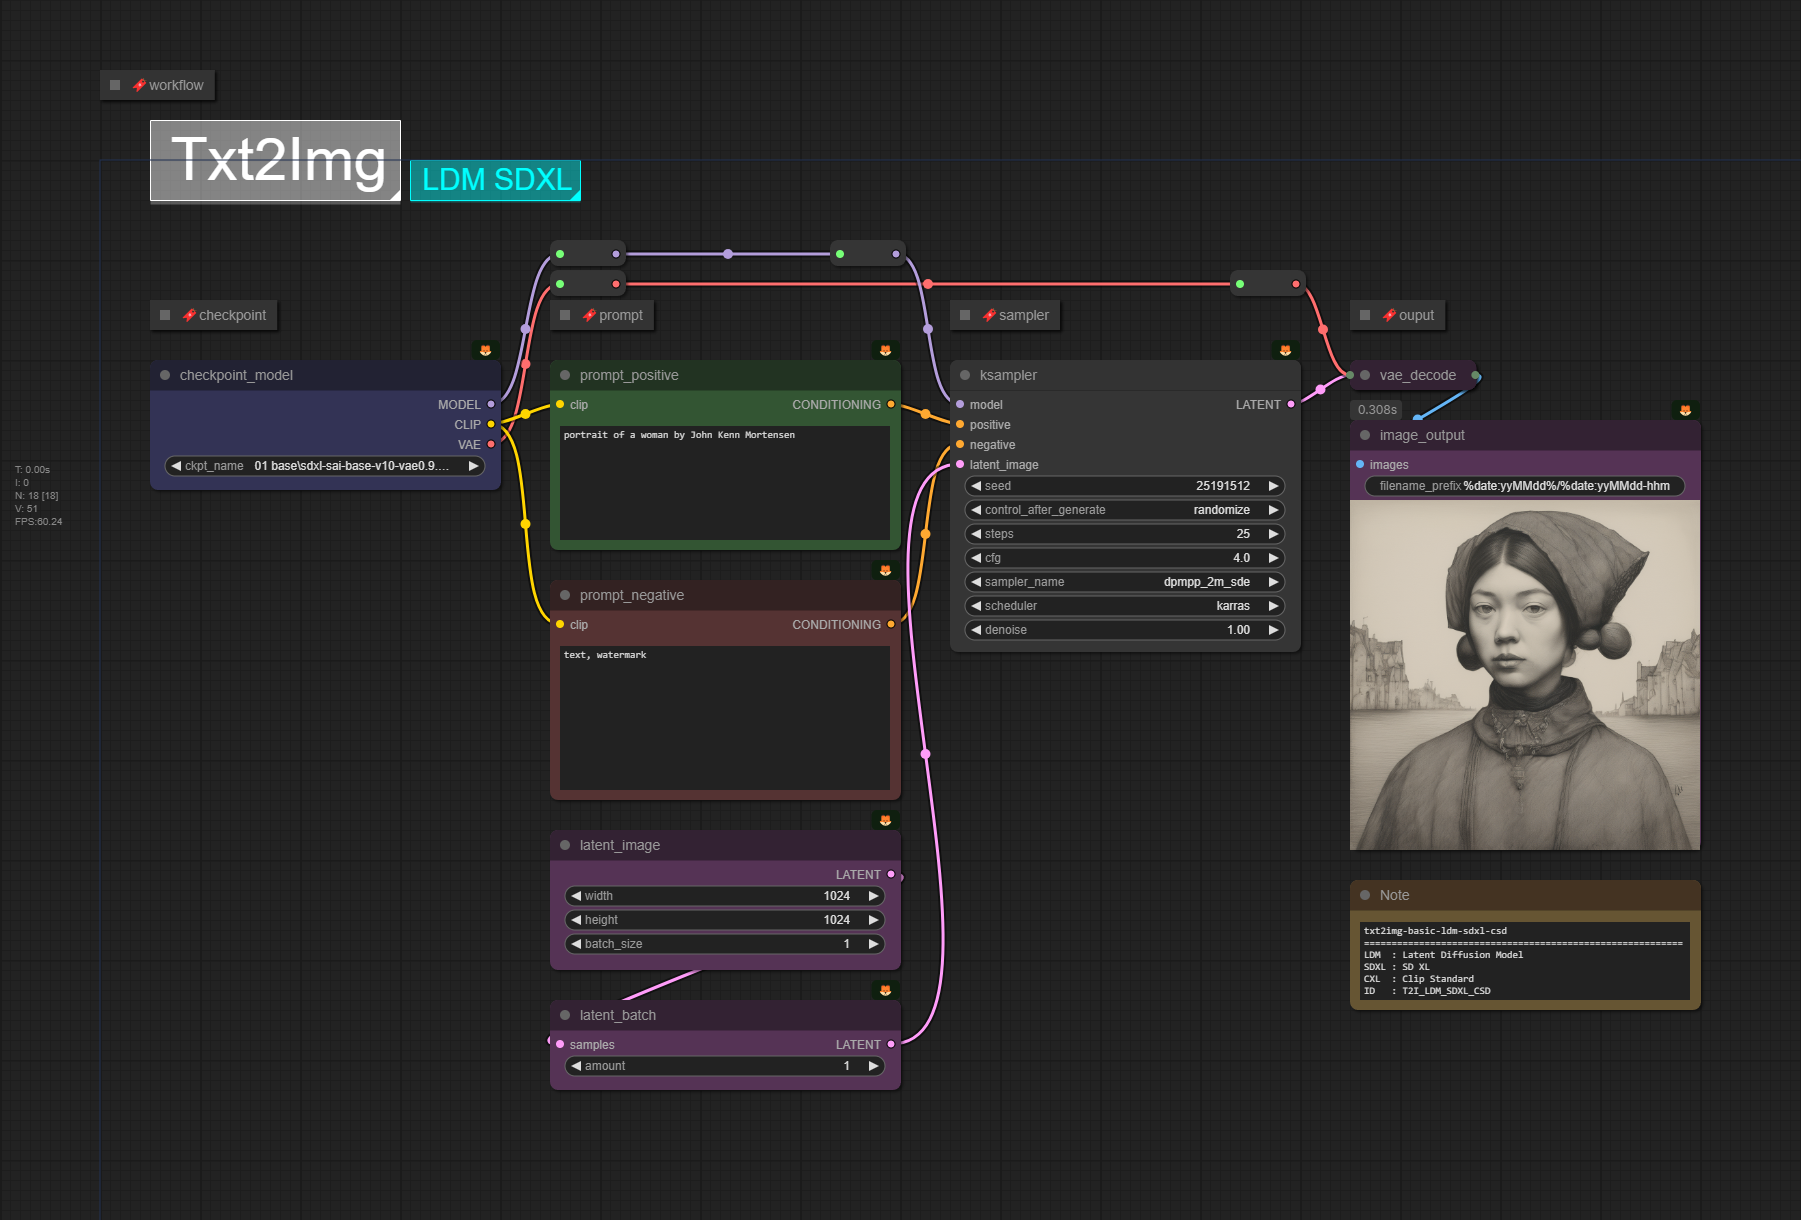 workflow
Txt2Img
LDM SDXL
checkpoint
prompt
sampler
ouput
checkpoint_model
MODEL
CLIP
VAE
ckpt_name 01 base\sdxl-sai-base-v10-vae0.9....
T: 0.00s
I: 0
N: 18 [18]
V: 51
FPS:60.24
prompt_positive
clip CONDITIONING
portrait of a woman by John Kenn Mortensen
prompt_negative
clip CONDITIONING
text, watermark
latent_image
LATENT
width 1024
height 1024
batch_size 1
latent_batch
samples LATENT
amount 1
ksampler
model LATENT
positive
negative
latent_image
seed 25191512
control_after_generate randomize
steps 25
cfg 4.0
sampler_name dpmpp_2m_sde
scheduler karras
denoise 1.00
vae_decode
0.308s
image_output
images
filename_prefix %date:yyMMdd%/%date:yyMMdd-hhm
Note
txt2img-basic-ldm-sdxl-csd
==========================================================
LDM : Latent Diffusion Model
SDXL : SD XL
CXL : Clip Standard
ID : T2I_LDM_SDXL_CSD